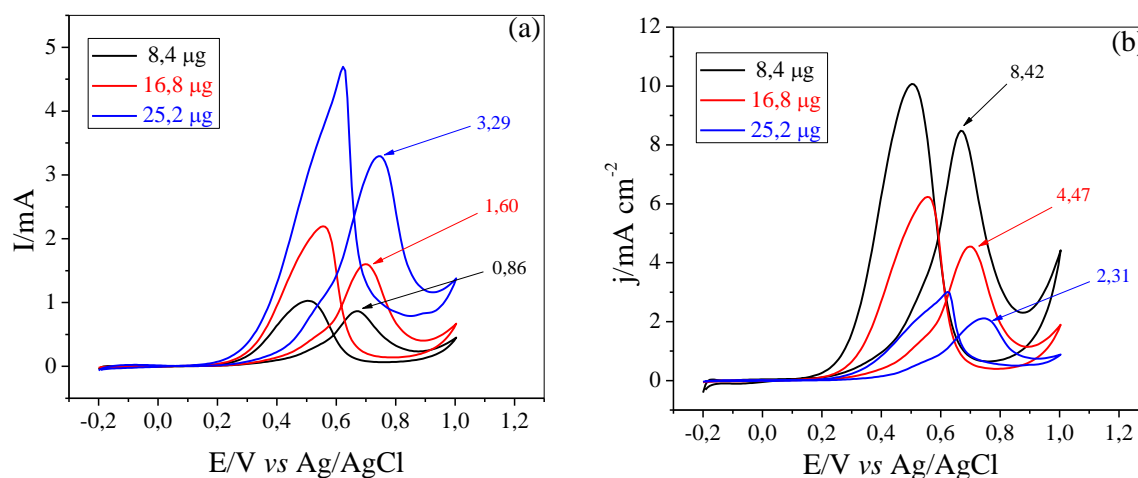 (a)
5
4
3
2
1
0
I/mA
8,4 µg
16,8 µg
25,2 µg
3,29
1,60
0,86
-0,2 0,0 0,2 0,4 0,6 0,8 1,0 1,2
E/V vs Ag/AgCl
(b)
12
10
8
6
4
2
0
j/mA cm-2
8,4 µg
16,8 µg
25,2 µg
8,42
4,47
2,31
-0,2 0,0 0,2 0,4 0,6 0,8 1,0 1,2
E/V vs Ag/AgCl